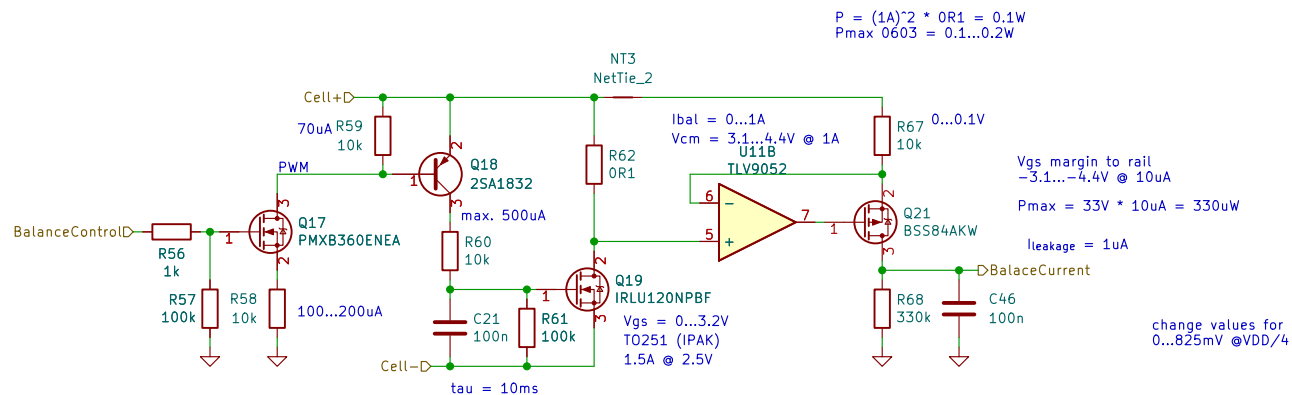 P = (1A)^2 * 0R1 = 0.1W
Pmax 0603 = 0.1...0.2W
NT3
NetTie_2
Cell+
70uA
R59
10k
PWM
Q18
2SA1832
1
2
3
max. 500uA
R62
0R1
Ibal = 0...1A
Vcm = 3.1...4.4V @ 1A
U11B
TLV9052
6
5
7
−
+
R67
10k
0...0.1V
Vgs margin to rail
-3.1...-4.4V @ 10uA
Pmax = 33V * 10uA = 330uW
Ileakage = 1uA
Q21
BSS84AKW
1
2
3
BalanceControl
R56
1k
Q17
PMXB360ENEA
1
3
2
R57
100k
R58
10k
100...200uA
R60
10k
C21
100n
R61
100k
Q19
IRLU120NPBF
1
2
3
Vgs = 0...3.2V
TO251 (IPAK)
1.5A @ 2.5V
Cell-
tau = 10ms
BalaceCurrent
R68
330k
C46
100n
change values for
0...825mV @VDD/4